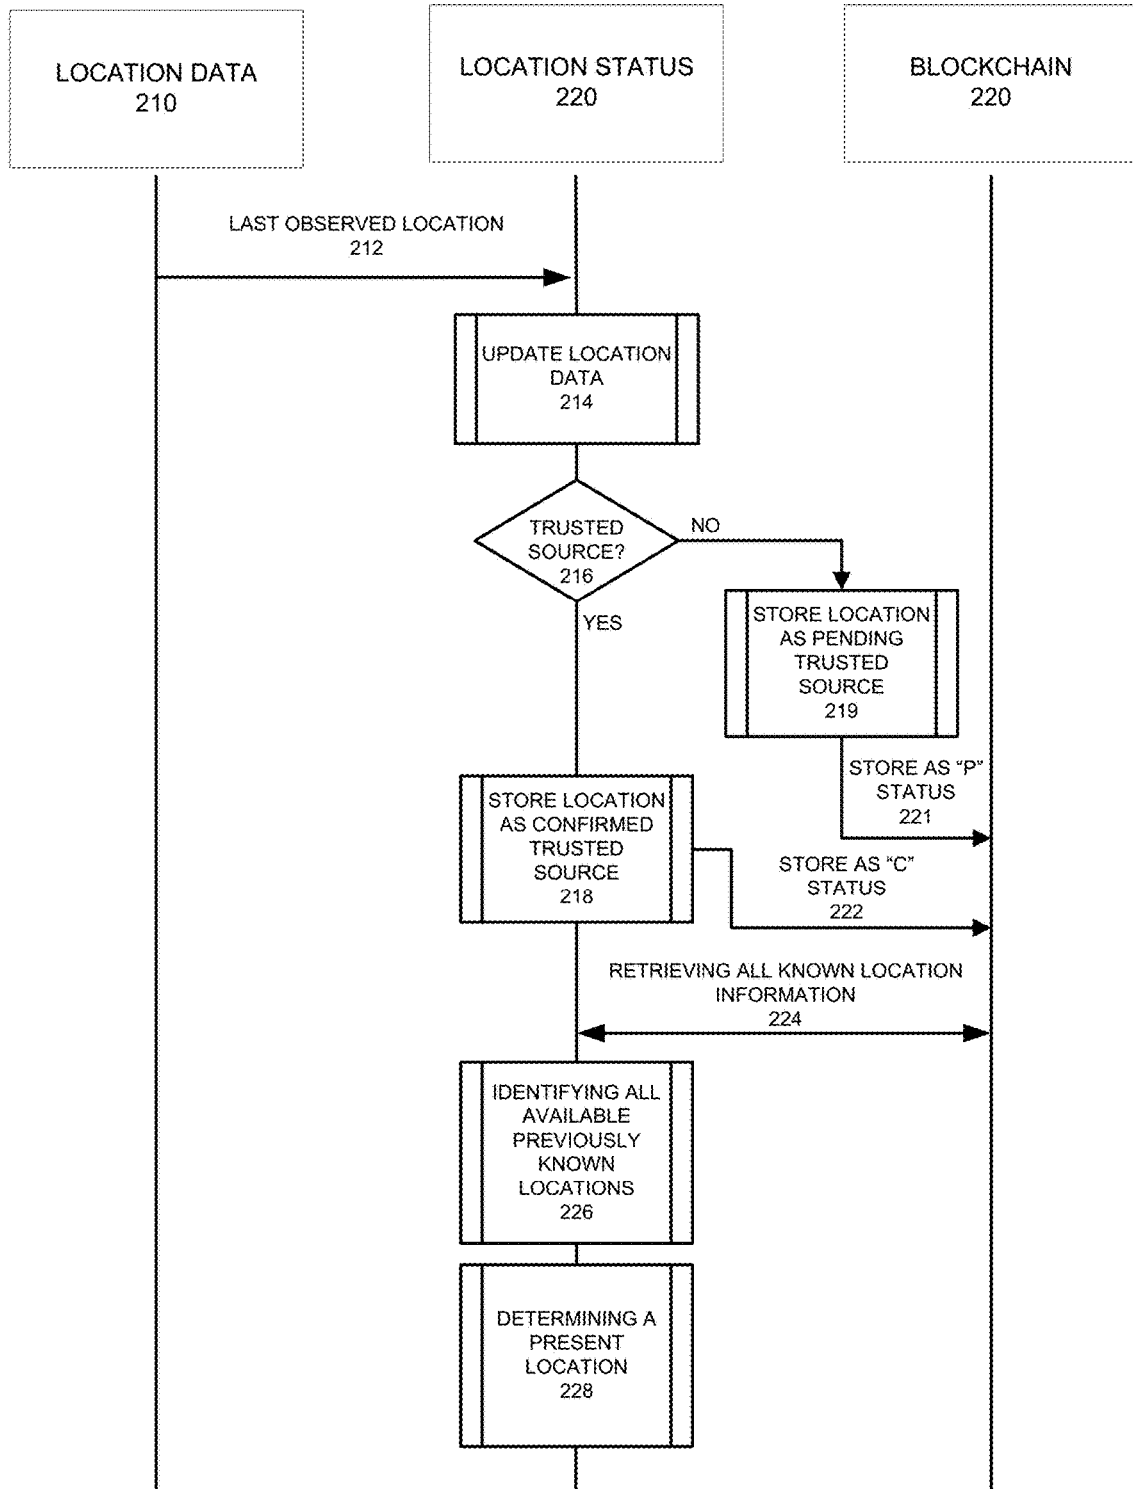 LOCATION DATA
210
LOCATION STATUS
220
BLOCKCHAIN
220
LAST OBSERVED LOCATION
212
UPDATE LOCATION
DATA
214
TRUSTED
SOURCE?
216
NO
YES
STORE LOCATION
AS PENDING
TRUSTED
SOURCE
219
STORE AS "P"
STATUS
221
STORE LOCATION
AS CONFIRMED
TRUSTED
SOURCE
218
STORE AS "C"
STATUS
222
RETRIEVING ALL KNOWN LOCATION
INFORMATION
224
IDENTIFYING ALL
AVAILABLE
PREVIOUSLY
KNOWN
LOCATIONS
226
DETERMINING A
PRESENT
LOCATION
228